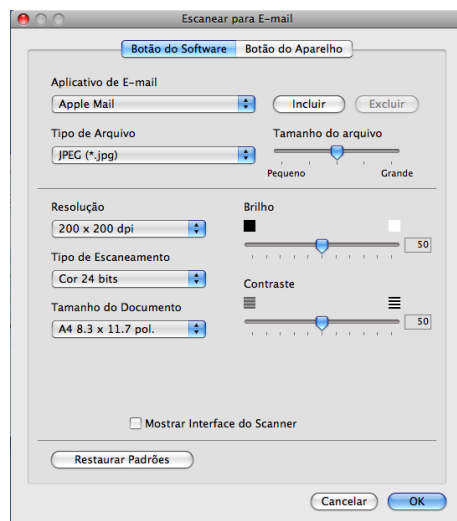 Escanear para E-mail
Botão do Software Botão do Aparelho
Aplicativo de E-mail
Apple Mail Incluir Excluir
Tipo de Arquivo Tamanho do arquivo
JPEG (*.jpg)
Pequeno Grande
Resolução Brilho
200 x 200 dpi
50
Tipo de Escaneamento
Cor 24 bits
Contraste
Tamanho do Documento
A4 8.3 x 11.7 pol. 50
Mostrar Interface do Scanner
Restaurar Padrões
Cancelar OK